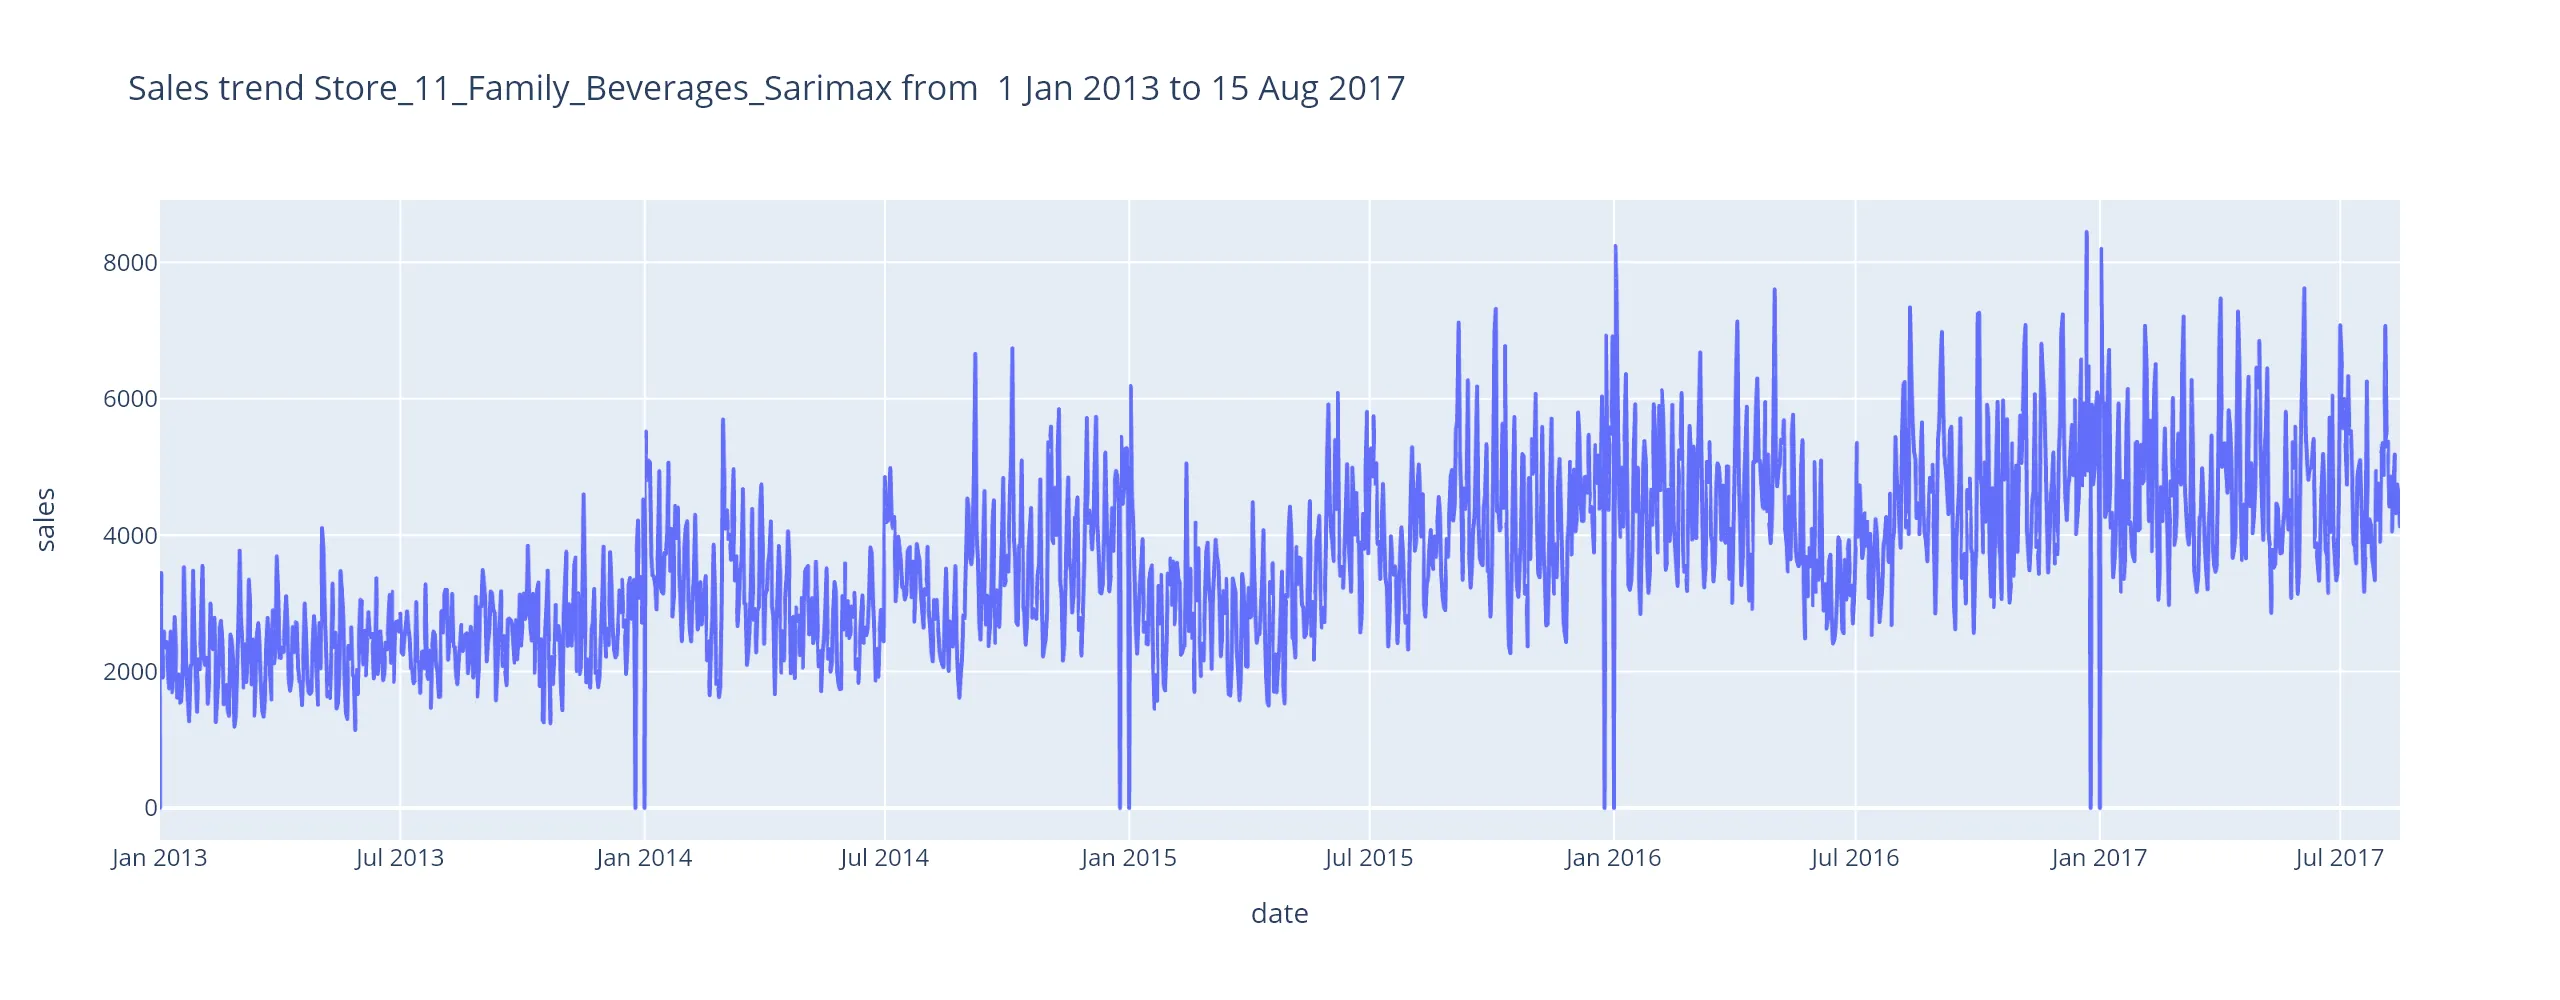 Sales trend Store_11_Family_Beverages_Sarimax from  1 Jan 2013 to 15 Aug 2017
8000
6000
4000
2000
0
sales
Jan 2013 Jul 2013 Jan 2014 Jul 2014 Jan 2015 Jul 2015 Jan 2016 Jul 2016 Jan 2017 Jul 2017
date